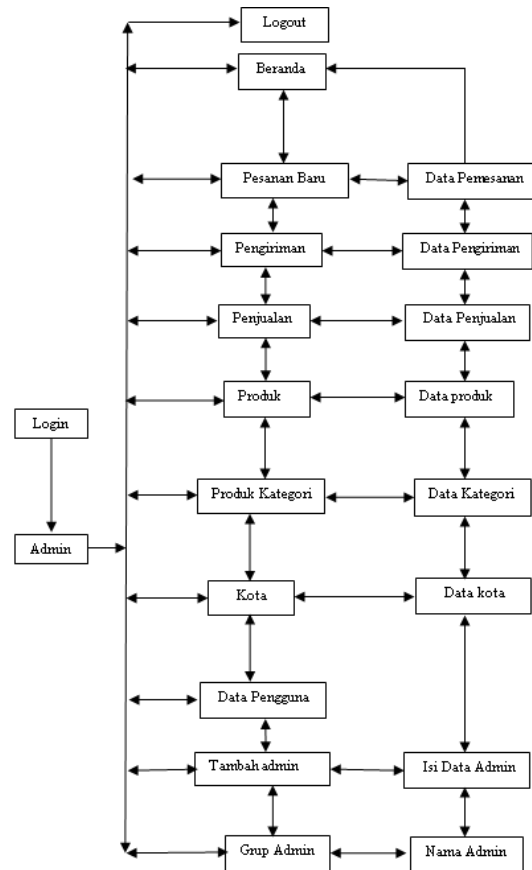 Logout
Beranda
Pesanan Baru
Data Pemesanan
Pengiriman
Data Pengiriman
Penjualan
Data Penjualan
Produk
Data produk
Login
Produk Kategori
Data Kategori
Admin
Kota
Data kota
Data Pengguna
Tambah admin
Isi Data Admin
Grup Admin
Nama Admin